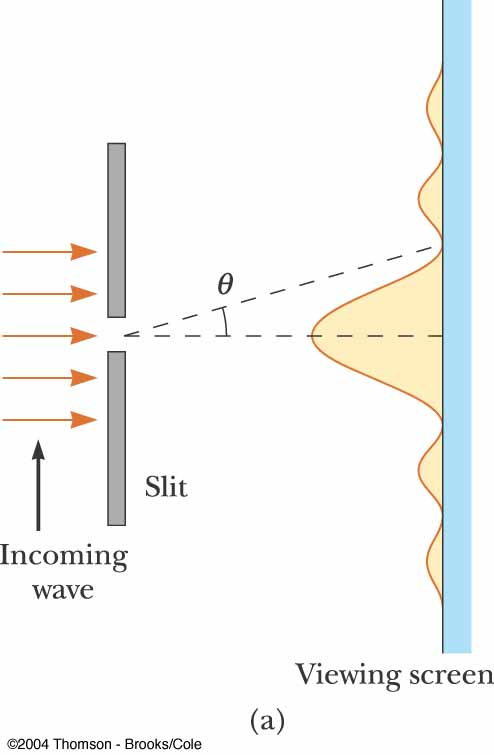 θ
Slit
Incoming
wave
Viewing screen
(a)
©2004 Thomson - Brooks/Cole